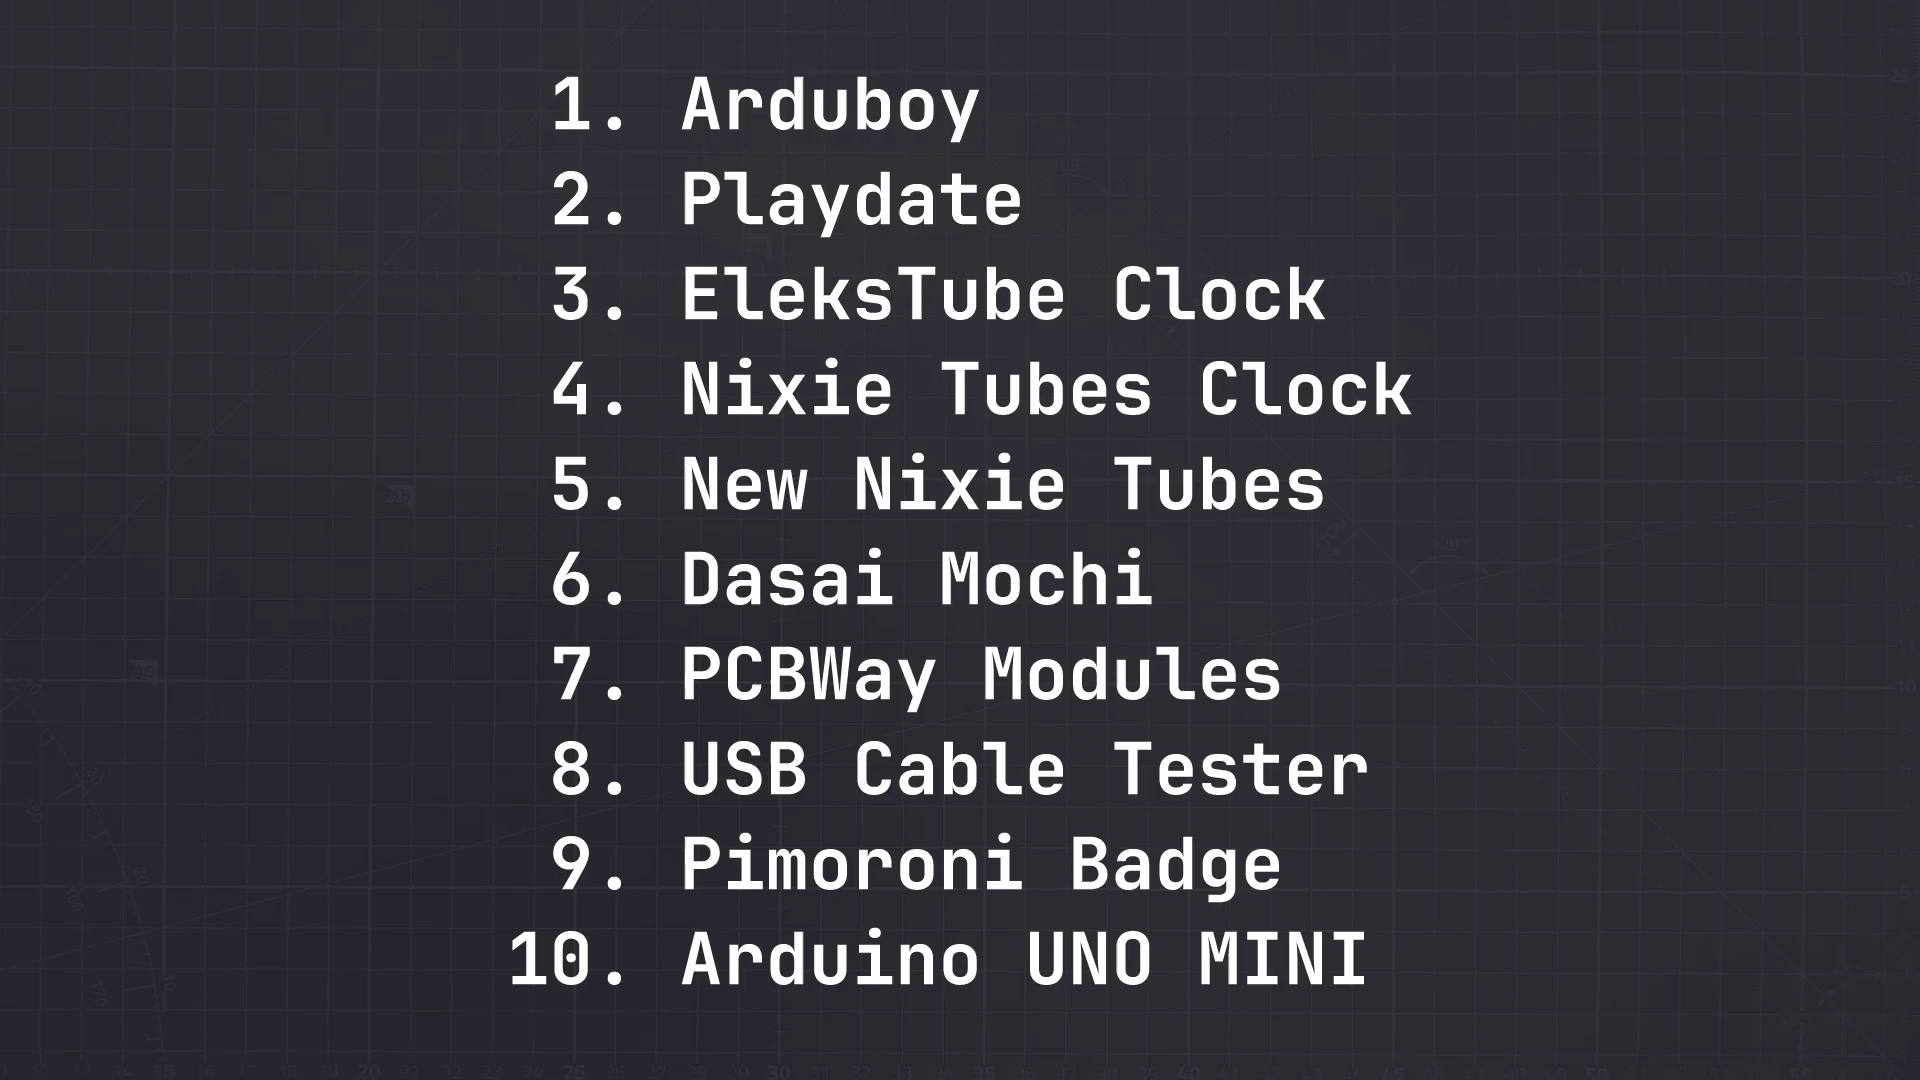 1. Arduboy
2. Playdate
3. EleksTube Clock
4. Nixie Tubes Clock
5. New Nixie Tubes
6. Dasai Mochi
7. PCBWay Modules
8. USB Cable Tester
9. Pimoroni Badge
10. Arduino UNO MINI